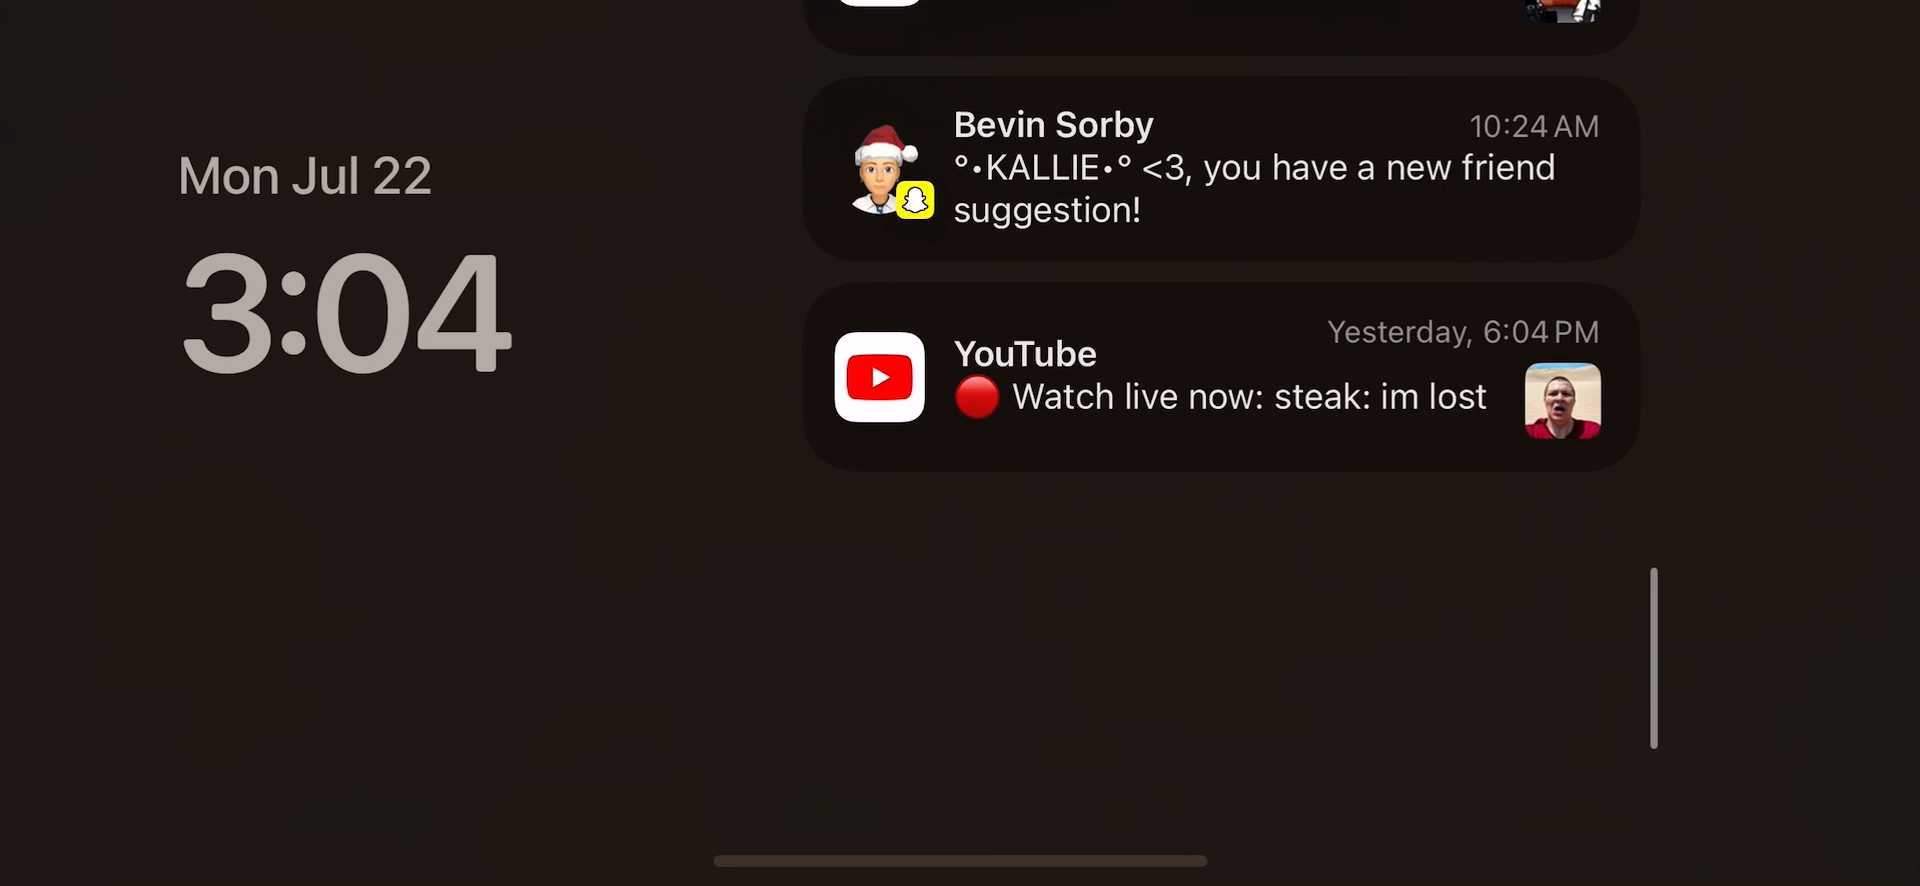 Mon Jul 22
3:04
Bevin Sorby
10:24 AM
°•KALLIE•° <3, you have a new friend
suggestion!
Yesterday, 6:04 PM
YouTube
🔴 Watch live now: steak: im lost